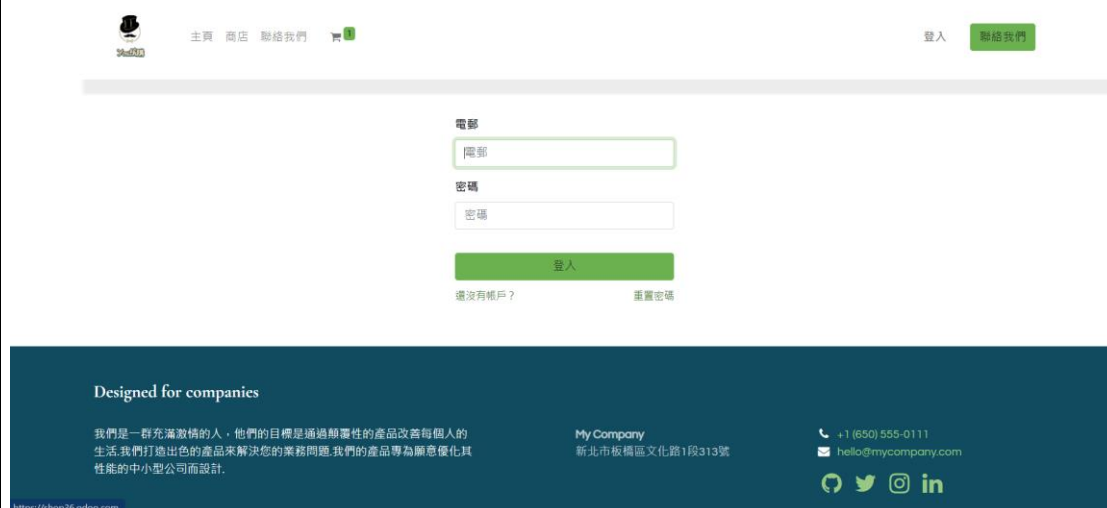 主頁 商店 聯絡我們 1 登入 聯絡我們
電郵
電郵
密碼
密碼
登入
還沒有帳戶？ 重置密碼
Designed for companies
我們是一群充滿激情的人，他們的目標是通過顛覆性的產品改善每個人的
生活.我們打造出色的產品來解決您的業務問題.我們的產品專為願意優化其
性能的中小型公司而設計.
My Company
新北市板橋區文化路1段313號
+1 (650) 555-0111
hello@mycompany.com